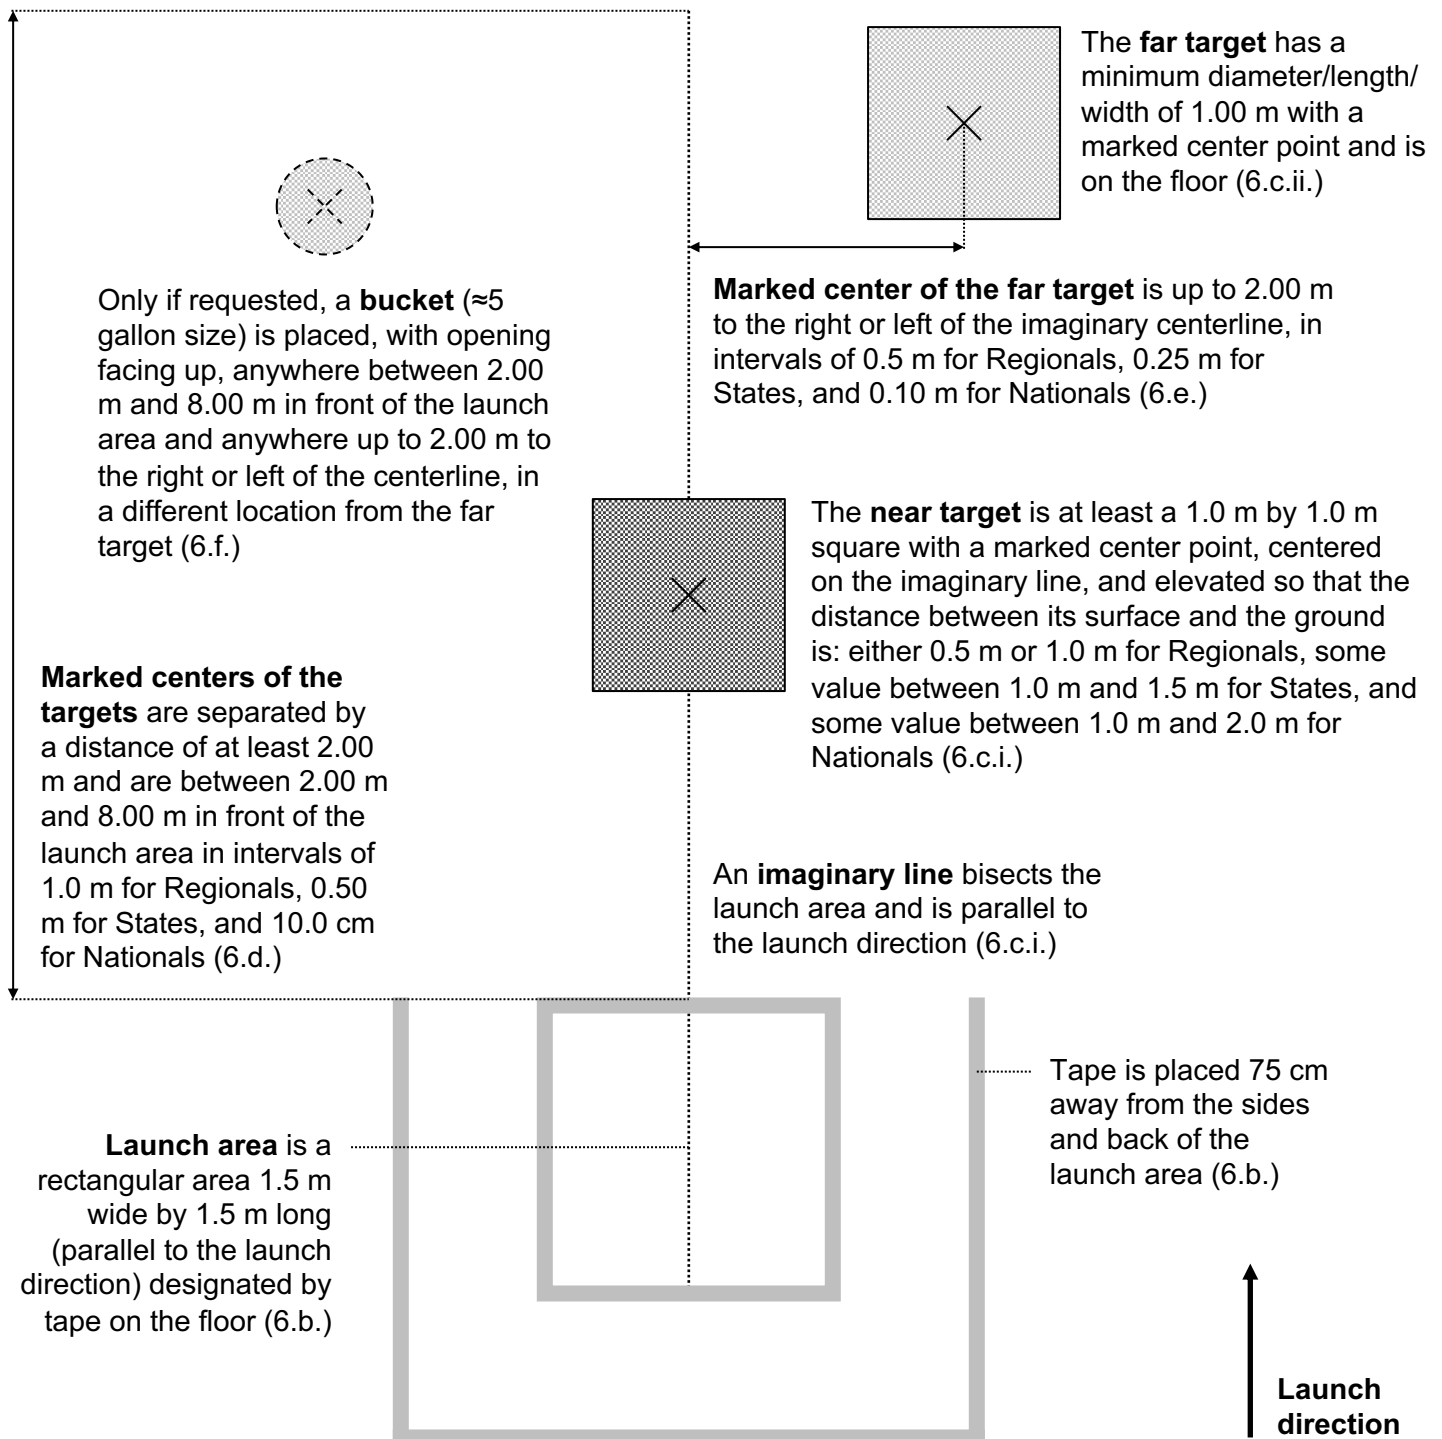 The far target has a
minimum diameter/length/
width of 1.00 m with a
marked center point and is
on the floor (6.c.ii.)
Only if requested, a bucket (≈5
gallon size) is placed, with opening
facing up, anywhere between 2.00
m and 8.00 m in front of the launch
area and anywhere up to 2.00 m to
the right or left of the centerline, in
a different location from the far
target (6.f.)
Marked center of the far target is up to 2.00 m
to the right or left of the imaginary centerline, in
intervals of 0.5 m for Regionals, 0.25 m for
States, and 0.10 m for Nationals (6.e.)
The near target is at least a 1.0 m by 1.0 m
square with a marked center point, centered
on the imaginary line, and elevated so that the
distance between its surface and the ground
is: either 0.5 m or 1.0 m for Regionals, some
value between 1.0 m and 1.5 m for States, and
some value between 1.0 m and 2.0 m for
Nationals (6.c.i.)
Marked centers of the
targets are separated by
a distance of at least 2.00
m and are between 2.00 m
and 8.00 m in front of the
launch area in intervals of
1.0 m for Regionals, 0.50
m for States, and 10.0 cm
for Nationals (6.d.)
An imaginary line bisects the
launch area and is parallel to
the launch direction (6.c.i.)
Launch area is a
rectangular area 1.5 m
wide by 1.5 m long
(parallel to the launch
direction) designated by
tape on the floor (6.b.)
Tape is placed 75 cm
away from the sides
and back of the
launch area (6.b.)
Launch
direction